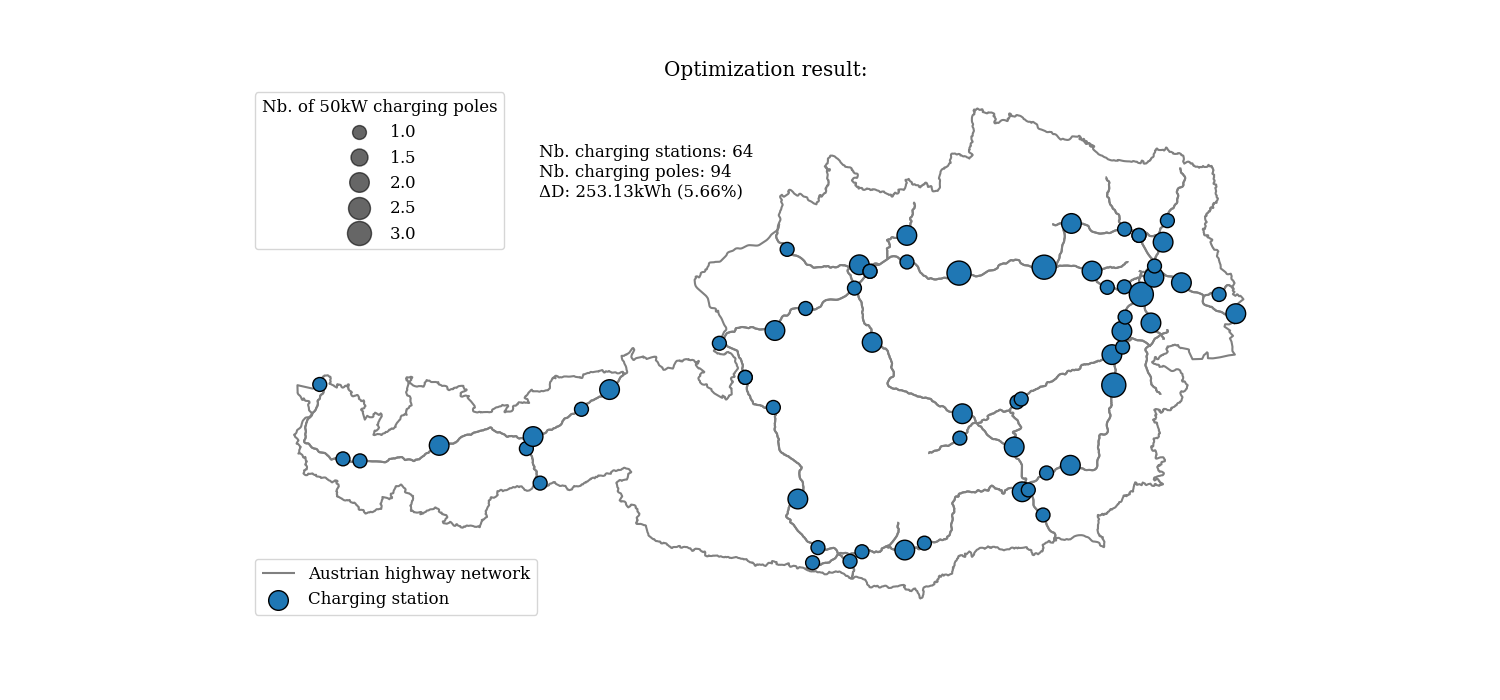 Optimization result:
Nb. of 50kW charging poles
1.0
1.5
2.0
2.5
3.0
Nb. charging stations: 64
Nb. charging poles: 94
ΔD: 253.13kWh (5.66%)
Austrian highway network
Charging station